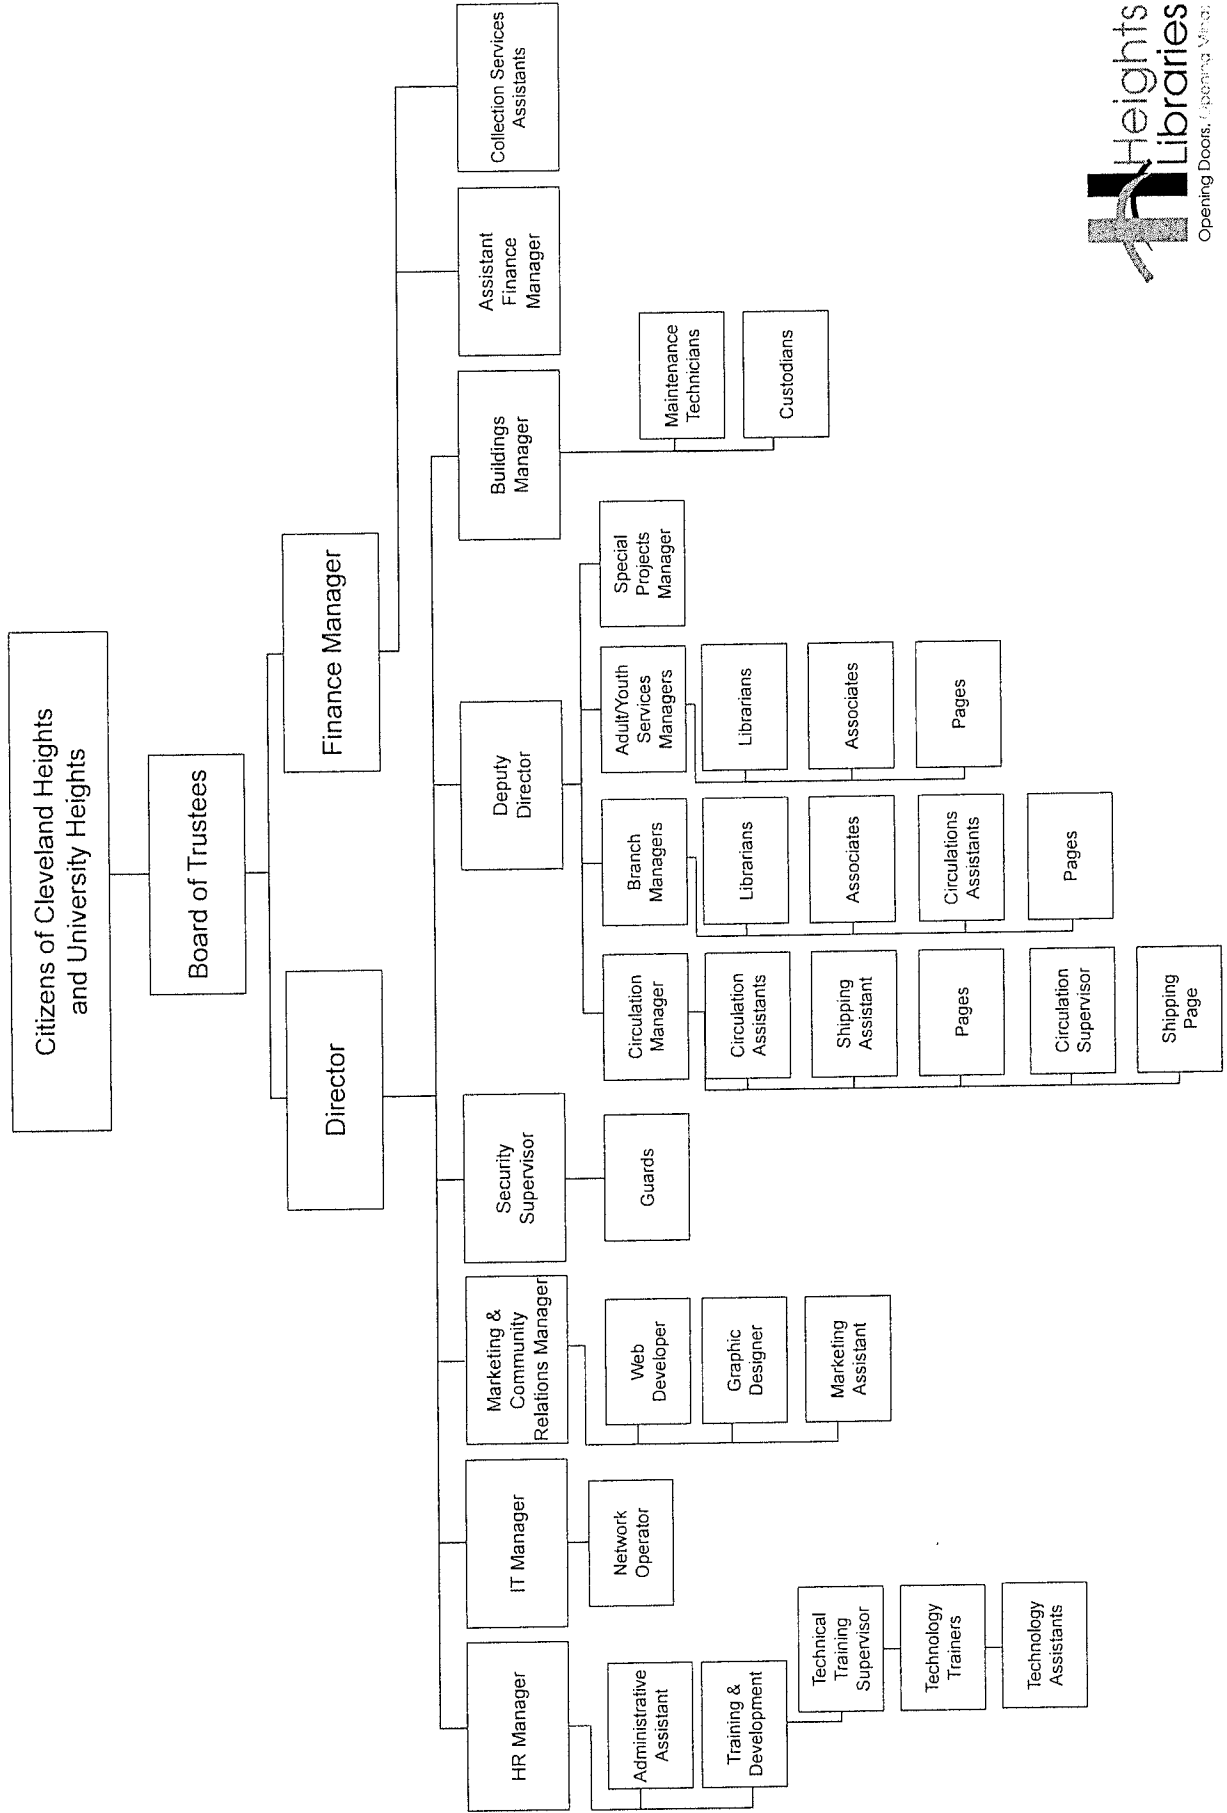 Citizens of Cleveland Heights
and University Heights
Board of Trustees
Director
Finance Manager
HR Manager
IT Manager
Marketing &
Community
Relations Manager
Security
Supervisor
Deputy
Director
Buildings
Manager
Assistant
Finance
Manager
Collection Services
Assistants
Administrative
Assistant
Training &
Development
Technical
Training
Supervisor
Technology
Trainers
Technology
Assistants
Network
Operator
Web
Developer
Graphic
Designer
Marketing
Assistant
Guards
Circulation
Manager
Circulation
Assistants
Shipping
Assistant
Pages
Circulation
Supervisor
Shipping
Page
Branch
Managers
Librarians
Associates
Circulations
Assistants
Pages
Adult/Youth
Services
Managers
Librarians
Associates
Pages
Special
Projects
Manager
Maintenance
Technicians
Custodians
Heights
Libraries
Opening Doors. Opening